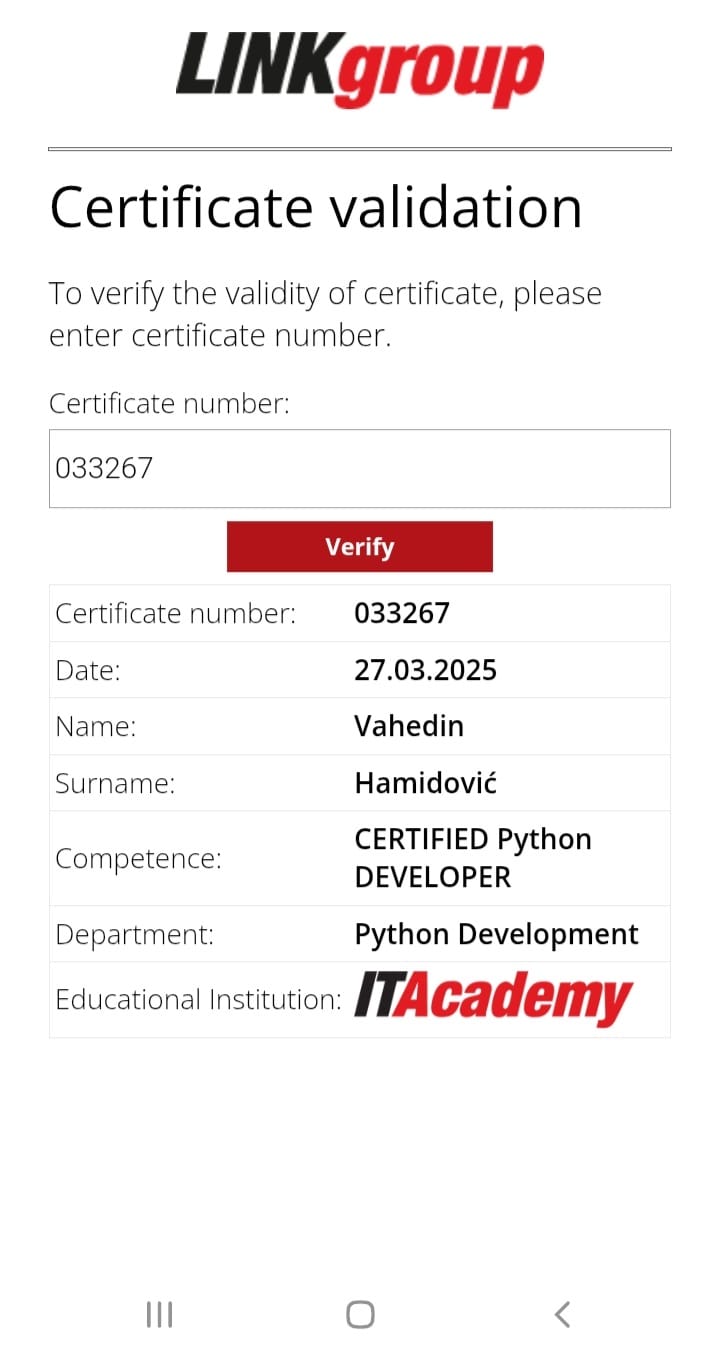 LINKgroup
Certificate validation
To verify the validity of certificate, please
enter certificate number.
Certificate number:
033267
Verify
Certificate number: 033267
Date: 27.03.2025
Name: Vahedin
Surname: Hamidović
Competence: CERTIFIED Python
DEVELOPER
Department: Python Development
Educational Institution: ITAcademy